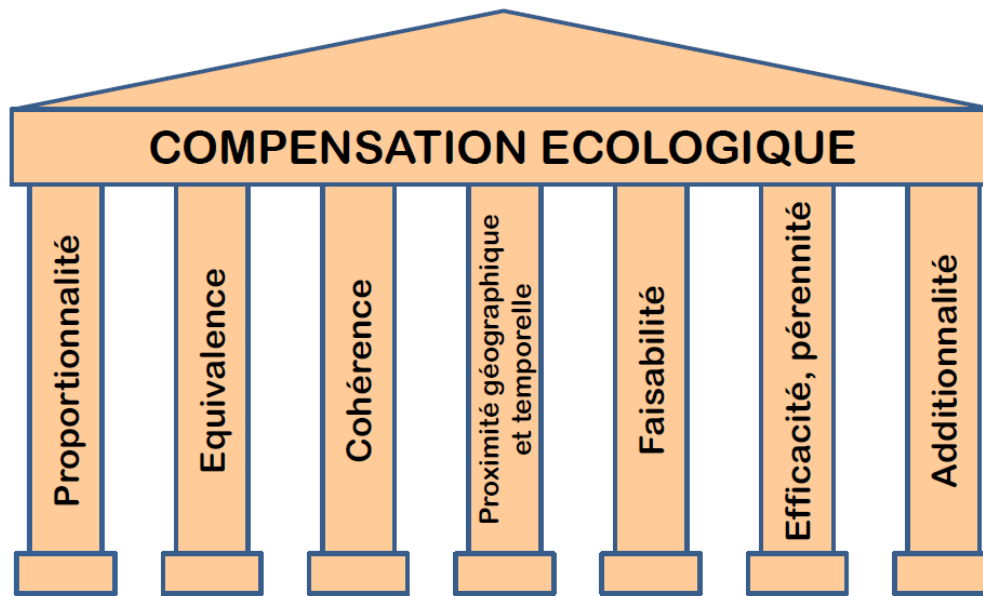 COMPENSATION ECOLOGIQUE
Proportionnalité
Equivalence
Cohérence
Proximité géographique
et temporelle
Faisabilité
Efficacité, pérennité
Additionnalité